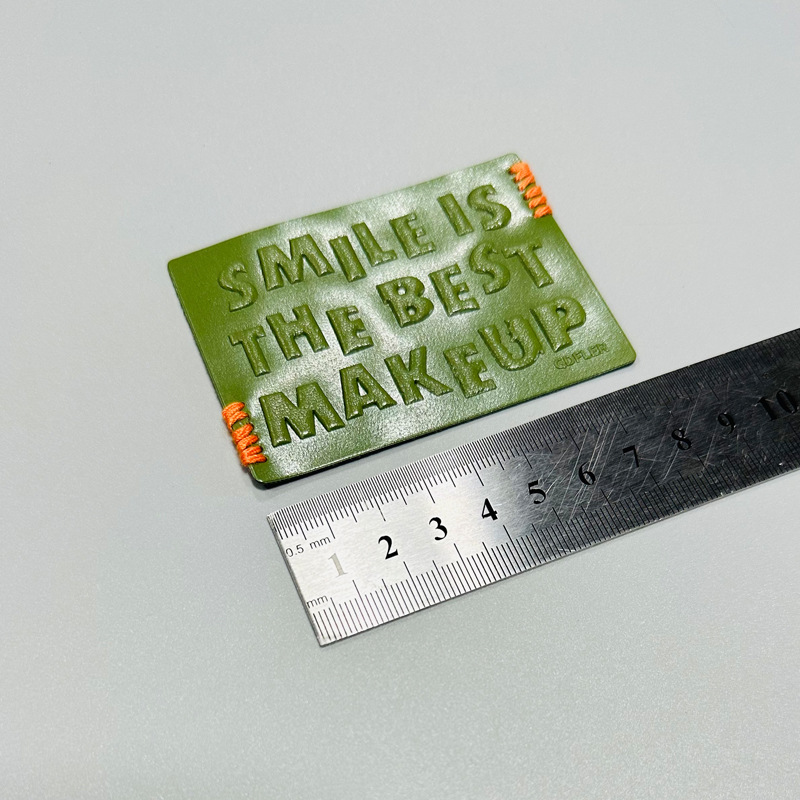 SMILE IS
THE BEST
MAKEUP
GDFLER
0.5 mm
1 2 3 4 5 6 7 8 9 10
mm